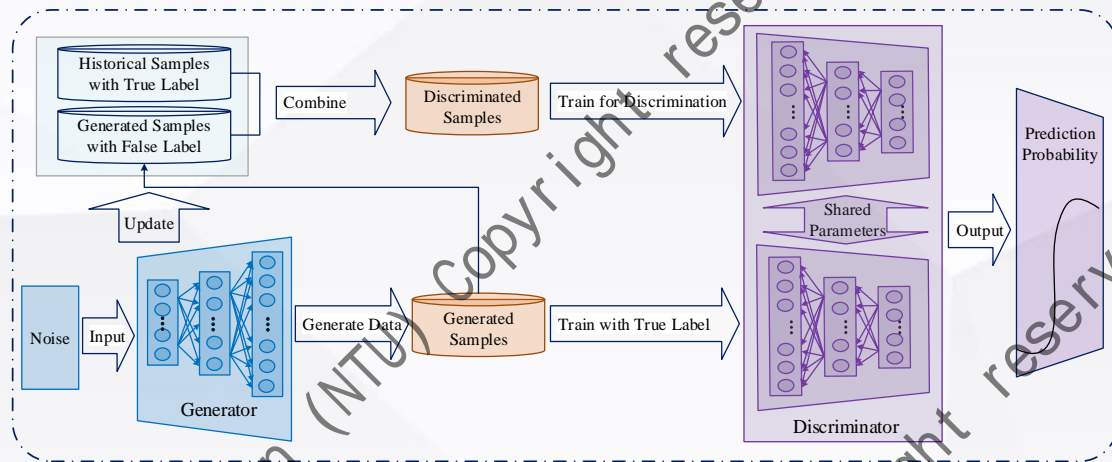 Historical Samples
with True Label
Generated Samples
with False Label
Combine
Discriminated
Samples
Train for Discrimination
Prediction
Probability
Update
Shared
Parameters
Output
Noise
Input
Generator
Generate Data
Generated
Samples
Train with True Label
Discriminator
(NTU) Copyright